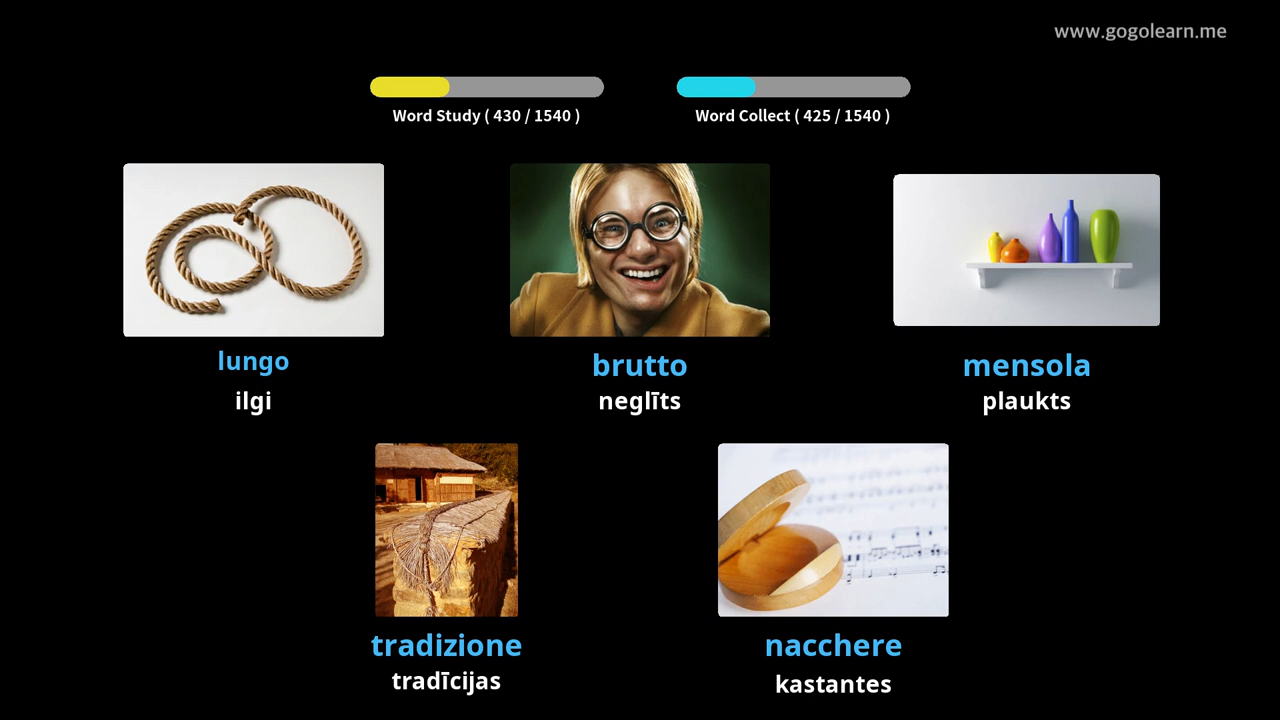 www.gogolearn.me
Word Study ( 430 / 1540 )
Word Collect ( 425 / 1540 )
lungo
ilgi
brutto
neglīts
mensola
plaukts
tradizione
tradīcijas
nacchere
kastantes